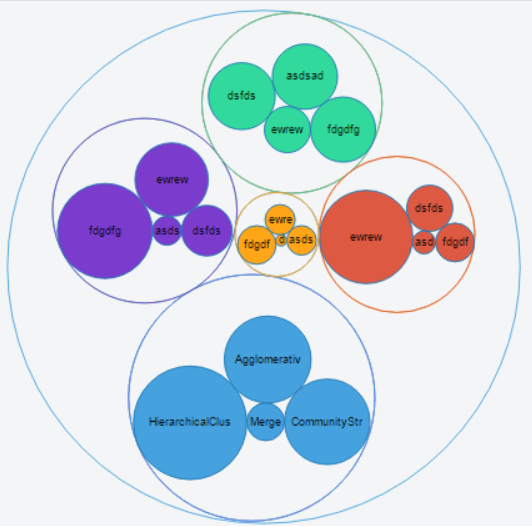 asdsad
dsfds
ewrew
fdgdfg
ewrew
fdgdfg
asds
dsfds
ewre
fdgdf
d
asds
dsfds
ewrew
asd
fdgdf
Agglomerativ
HierarchicalClus
Merge
CommunityStr